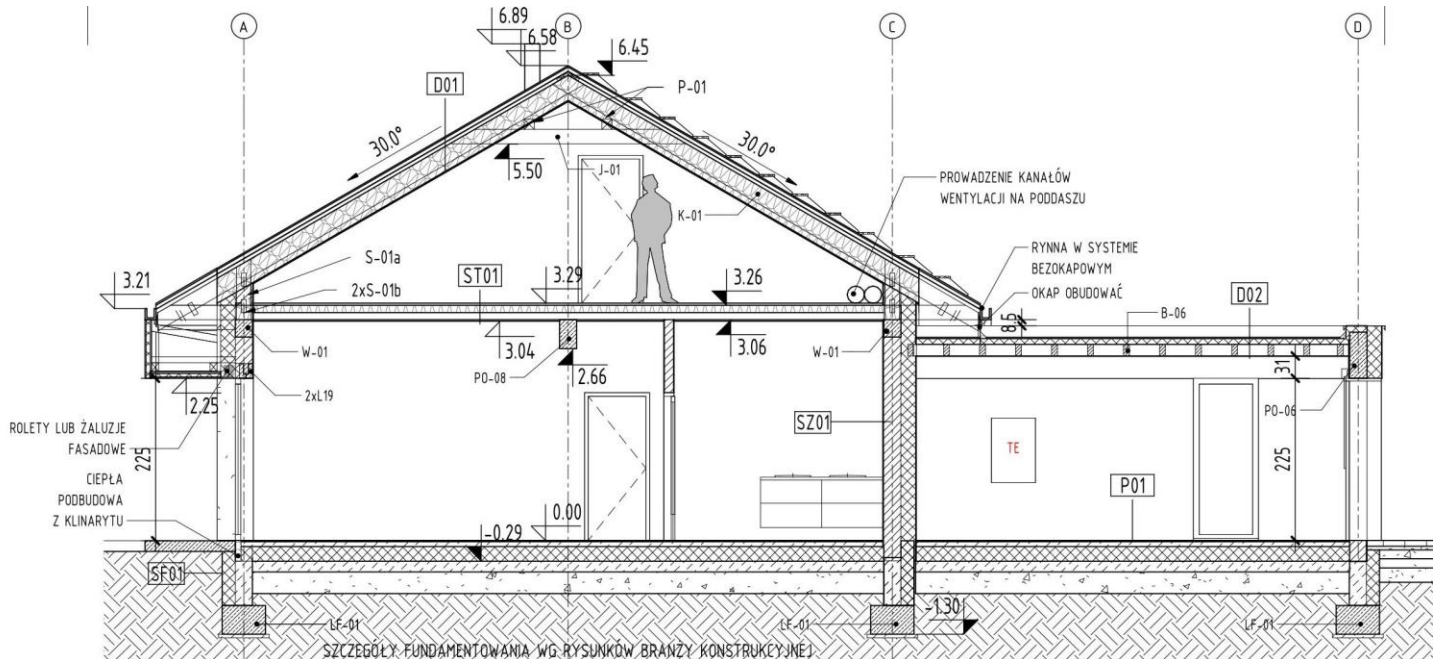 A
B
C
D
6.89
6.58
6.45
D01
P-01
30.0°
30.0°
5.50
J-01
K-01
PROWADZENIE KANAŁÓW
WENTYLACJI NA PODDASZU
S-01a
ST01
3.29
3.26
RYNNA W SYSTEMIE
BEZOKAPOWYM
3.21
2xS-01b
OKAP OBUDOWAĆ
D02
8,5
B-06
W-01
3.04
3.06
W-01
PO-08
2.66
31
2.25
2xL19
PO-06
ROLETY LUB ŻALUZJE
FASADOWE
SZ01
225
TE
225
CIEPŁA
PODBUDOWA
Z KLINARYTU
P01
0.00
-0.29
SF01
-1.30
LF-01
LF-01
LF-01
SZCZEGÓŁY FUNDAMENTOWANIA WG RYSUNKÓW BRANŻY KONSTRUKCYJNEJ